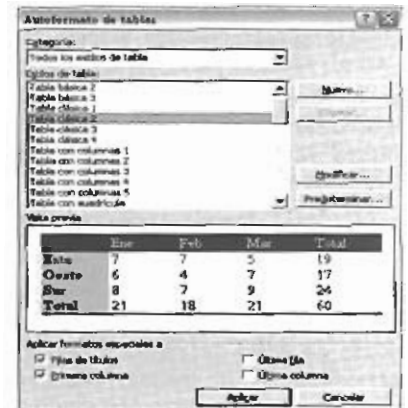 Autoformato de tablas
Categoría:
Todos los estilos de tabla
Estilos de tabla:
Tabla básica 2
Tabla básica 3
Tabla clásica 1
Tabla clásica 2
Tabla clásica 3
Tabla clásica 4
Tabla con columnas 1
Tabla con columnas 2
Tabla con columnas 3
Tabla con columnas 4
Tabla con columnas 5
Tabla con cuadrícula
Nuevo...
Modificar...
Predeterminar...
Vista previa
Ene Feb Mar Total
Este 7 7 5 19
Oeste 6 4 7 17
Sur 8 7 9 24
Total 21 18 21 60
Aplicar formatos especiales a
Filas de títulos
Última fila
Primera columna
Última columna
Aplicar
Cancelar